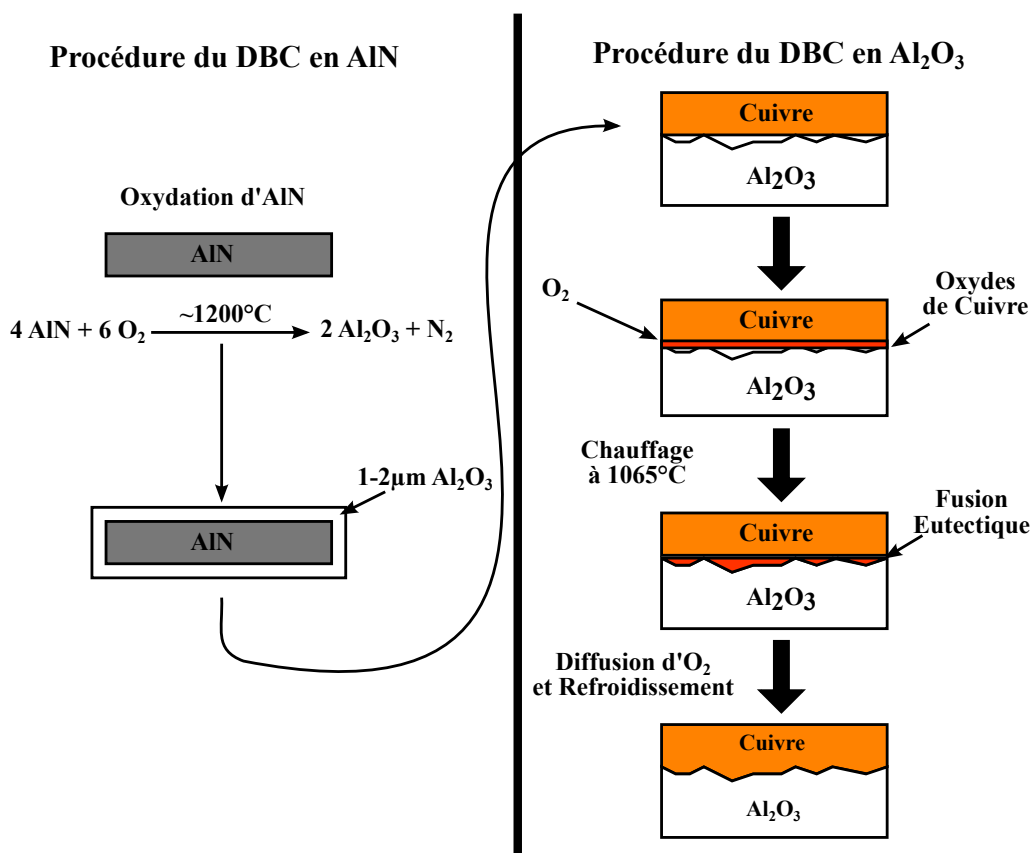 Procédure du DBC en AlN
Oxydation d'AlN
AlN
~1200°C
4 AlN + 6 O₂
2 Al₂O₃ + N₂
1-2µm Al₂O₃
AlN
Procédure du DBC en Al₂O₃
Cuivre
Al₂O₃
O₂
Oxydes
de Cuivre
Cuivre
Al₂O₃
Chauffage
à 1065°C
Fusion
Eutectique
Cuivre
Al₂O₃
Diffusion d'O₂
et Refroidissement
Cuivre
Al₂O₃